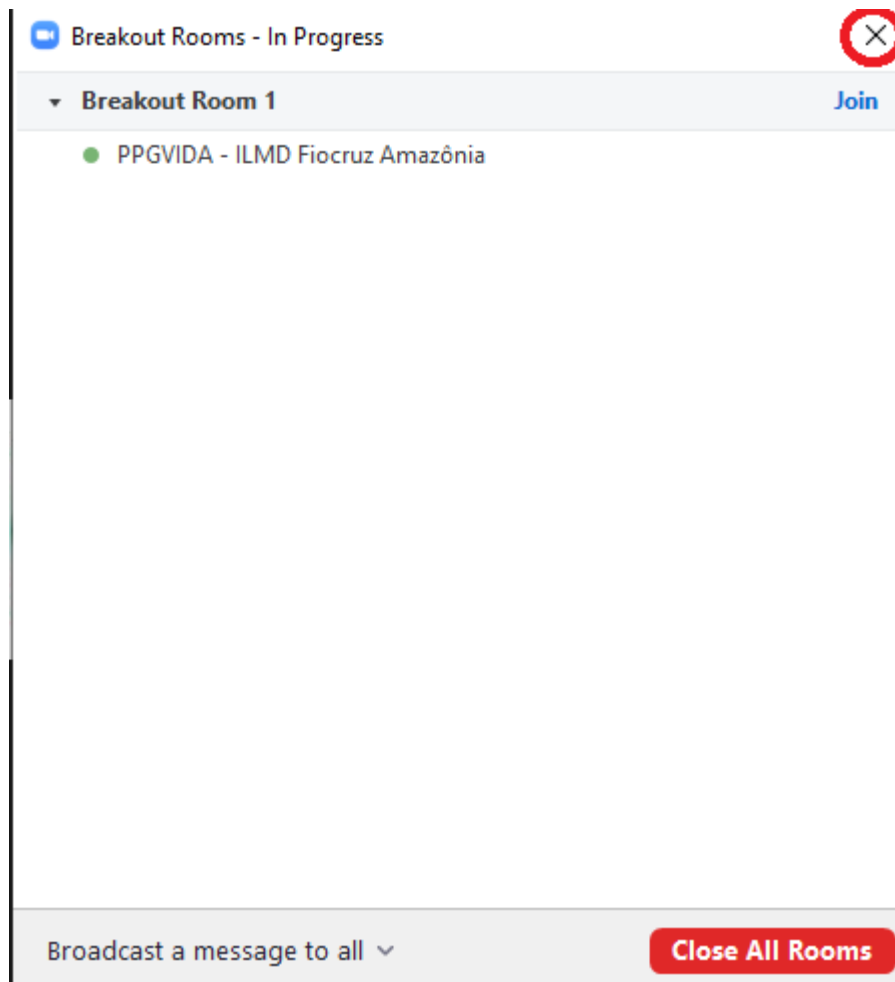 Breakout Rooms - In Progress
Breakout Room 1 Join
PPGVIDA - ILMD Fiocruz Amazônia
Broadcast a message to all Close All Rooms